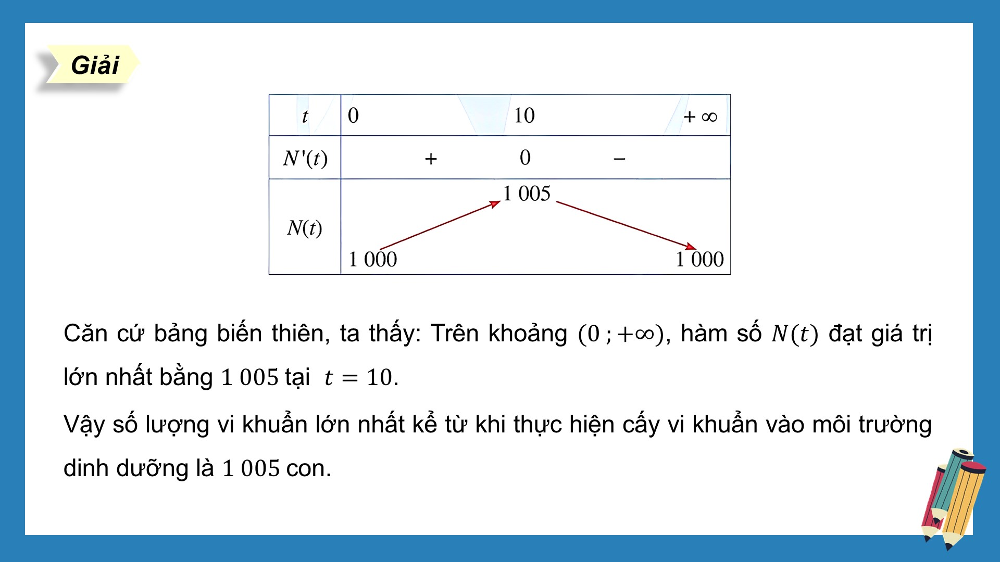 Giải
t 0 10 + ∞
N'(t) + 0 −
1 005
N(t)
1 000 1 000
Căn cứ bảng biến thiên, ta thấy: Trên khoảng (0 ; +∞), hàm số N(t) đạt giá trị
lớn nhất bằng 1 005 tại t = 10.
Vậy số lượng vi khuẩn lớn nhất kể từ khi thực hiện cấy vi khuẩn vào môi trường
dinh dưỡng là 1 005 con.